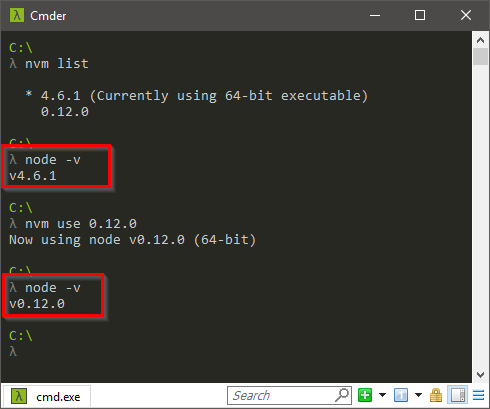 λ Cmder
C:\
λ nvm list
* 4.6.1 (Currently using 64-bit executable)
0.12.0
C:\
λ node -v
v4.6.1
C:\
λ nvm use 0.12.0
Now using node v0.12.0 (64-bit)
C:\
λ node -v
v0.12.0
C:\
λ
λ cmd.exe
Search